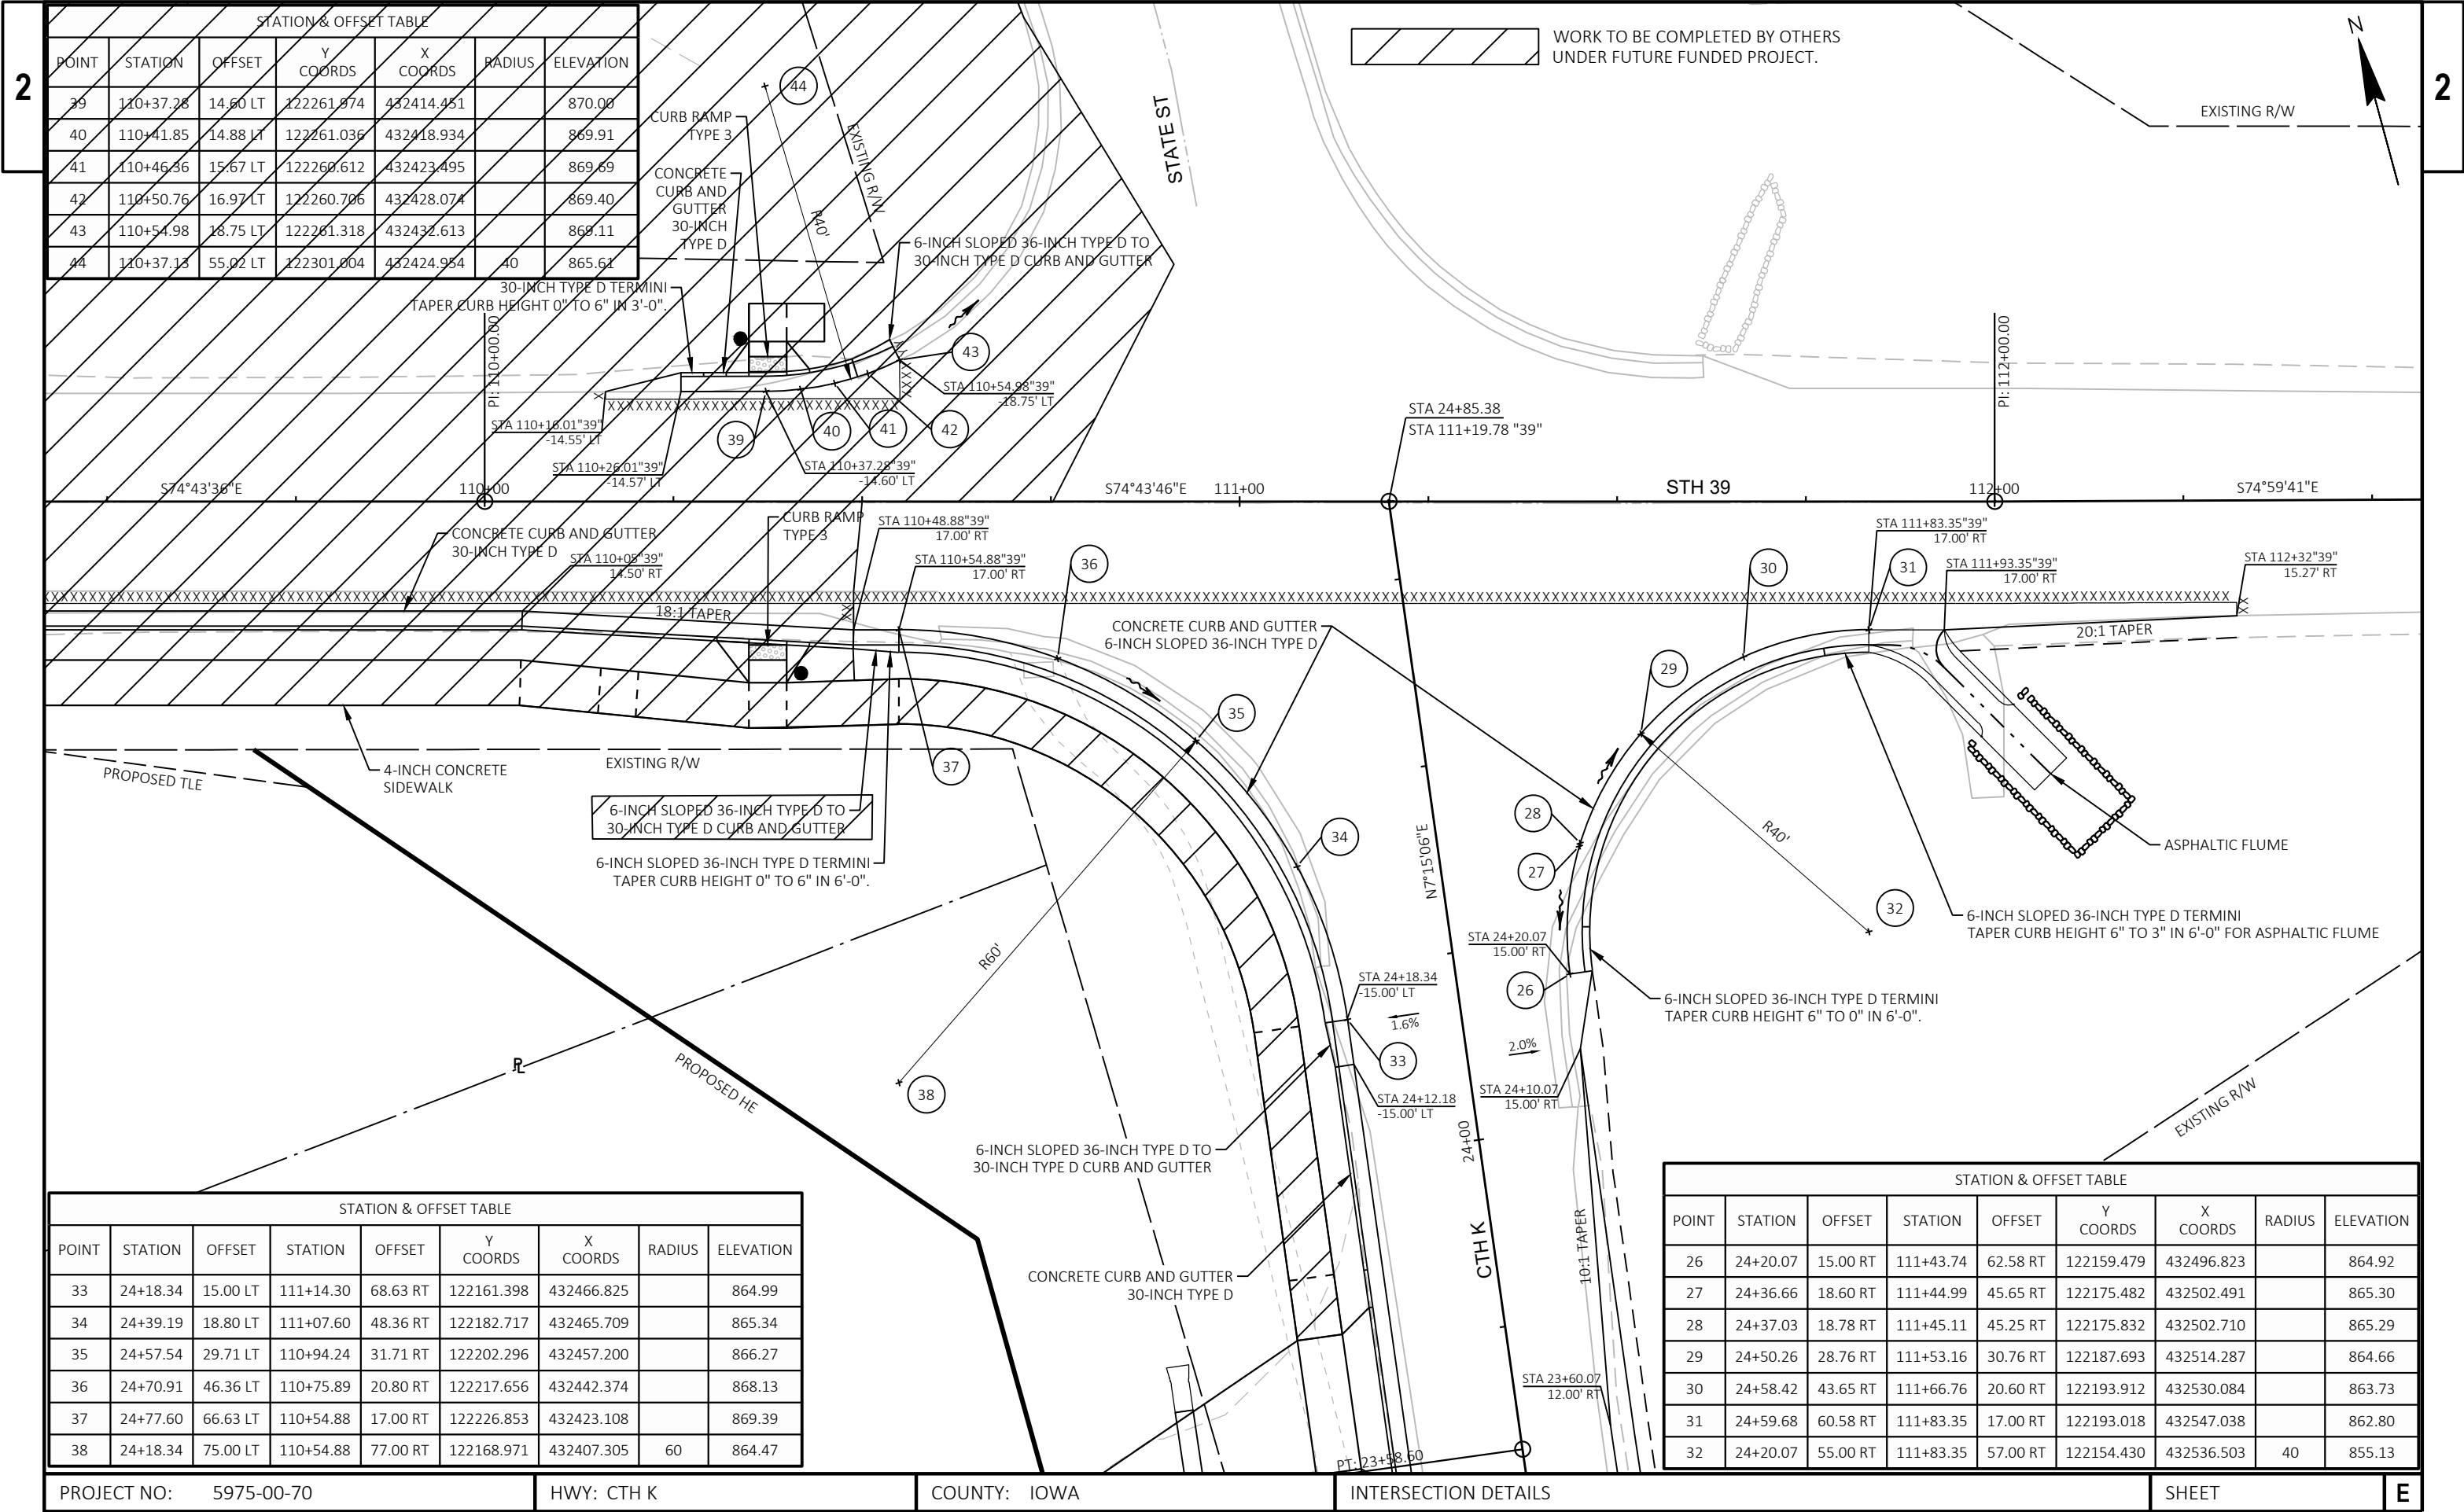 2
2
STATION & OFFSET TABLE
POINT STATION OFFSET Y COORDS X COORDS RADIUS ELEVATION
39 110+37.28 14.60 LT 122261.974 432414.451 870.00
40 110+41.85 14.88 LT 122261.036 432418.934 869.91
41 110+46.36 15.67 LT 122260.612 432423.495 869.69
42 110+50.76 16.97 LT 122260.706 432428.074 869.40
43 110+54.98 18.75 LT 122261.318 432432.613 869.11
44 110+37.13 55.02 LT 122301.004 432424.954 40 865.61
WORK TO BE COMPLETED BY OTHERS
UNDER FUTURE FUNDED PROJECT.
N
EXISTING R/W
STATE ST
44
CURB RAMP
TYPE 3
EXISTING R/W
CONCRETE
CURB AND
GUTTER
30-INCH
TYPE D
R40'
6-INCH SLOPED 36-INCH TYPE D TO
30-INCH TYPE D CURB AND GUTTER
30-INCH TYPE D TERMINI
TAPER CURB HEIGHT 0" TO 6" IN 3'-0".
PI: 110+00.00
PI: 112+00.00
43
STA 110+54.98"39"
-18.75' LT
STA 110+16.01"39"
-14.55' LT
39
40
41
42
STA 110+26.01"39"
-14.57' LT
STA 110+37.28"39"
-14.60' LT
STA 24+85.38
STA 111+19.78 "39"
S74°43'36"E
110+00
S74°43'46"E
111+00
STH 39
112+00
S74°59'41"E
CONCRETE CURB AND GUTTER
30-INCH TYPE D
STA 110+05"39"
14.50' RT
CURB RAMP
TYPE 3
STA 110+48.88"39"
17.00' RT
STA 110+54.88"39"
17.00' RT
36
30
STA 111+83.35"39"
17.00' RT
31
STA 111+93.35"39"
17.00' RT
STA 112+32"39"
15.27' RT
18:1 TAPER
CONCRETE CURB AND GUTTER
6-INCH SLOPED 36-INCH TYPE D
20:1 TAPER
29
35
EXISTING R/W
37
PROPOSED TLE
4-INCH CONCRETE
SIDEWALK
6-INCH SLOPED 36-INCH TYPE D TO
30-INCH TYPE D CURB AND GUTTER
6-INCH SLOPED 36-INCH TYPE D TERMINI
TAPER CURB HEIGHT 0" TO 6" IN 6'-0".
34
28
27
R40'
N7°15'06"E
ASPHALTIC FLUME
32
6-INCH SLOPED 36-INCH TYPE D TERMINI
TAPER CURB HEIGHT 6" TO 3" IN 6'-0" FOR ASPHALTIC FLUME
R60'
STA 24+20.07
15.00' RT
26
STA 24+18.34
-15.00' LT
1.6%
2.0%
6-INCH SLOPED 36-INCH TYPE D TERMINI
TAPER CURB HEIGHT 6" TO 0" IN 6'-0".
33
38
PL
PROPOSED HE
STA 24+12.18
-15.00' LT
STA 24+10.07
15.00' RT
EXISTING R/W
24+00
6-INCH SLOPED 36-INCH TYPE D TO
30-INCH TYPE D CURB AND GUTTER
CTH K
10:1 TAPER
CONCRETE CURB AND GUTTER
30-INCH TYPE D
STA 23+60.07
12.00' RT
PT: 23+58.60
STATION & OFFSET TABLE
POINT STATION OFFSET STATION OFFSET Y COORDS X COORDS RADIUS ELEVATION
33 24+18.34 15.00 LT 111+14.30 68.63 RT 122161.398 432466.825 864.99
34 24+39.19 18.80 LT 111+07.60 48.36 RT 122182.717 432465.709 865.34
35 24+57.54 29.71 LT 110+94.24 31.71 RT 122202.296 432457.200 866.27
36 24+70.91 46.36 LT 110+75.89 20.80 RT 122217.656 432442.374 868.13
37 24+77.60 66.63 LT 110+54.88 17.00 RT 122226.853 432423.108 869.39
38 24+18.34 75.00 LT 110+54.88 77.00 RT 122168.971 432407.305 60 864.47
STATION & OFFSET TABLE
POINT STATION OFFSET STATION OFFSET Y COORDS X COORDS RADIUS ELEVATION
26 24+20.07 15.00 RT 111+43.74 62.58 RT 122159.479 432496.823 864.92
27 24+36.66 18.60 RT 111+44.99 45.65 RT 122175.482 432502.491 865.30
28 24+37.03 18.78 RT 111+45.11 45.25 RT 122175.832 432502.710 865.29
29 24+50.26 28.76 RT 111+53.16 30.76 RT 122187.693 432514.287 864.66
30 24+58.42 43.65 RT 111+66.76 20.60 RT 122193.912 432530.084 863.73
31 24+59.68 60.58 RT 111+83.35 17.00 RT 122193.018 432547.038 862.80
32 24+20.07 55.00 RT 111+83.35 57.00 RT 122154.430 432536.503 40 855.13
PROJECT NO: 5975-00-70
HWY: CTH K
COUNTY: IOWA
INTERSECTION DETAILS
SHEET
E